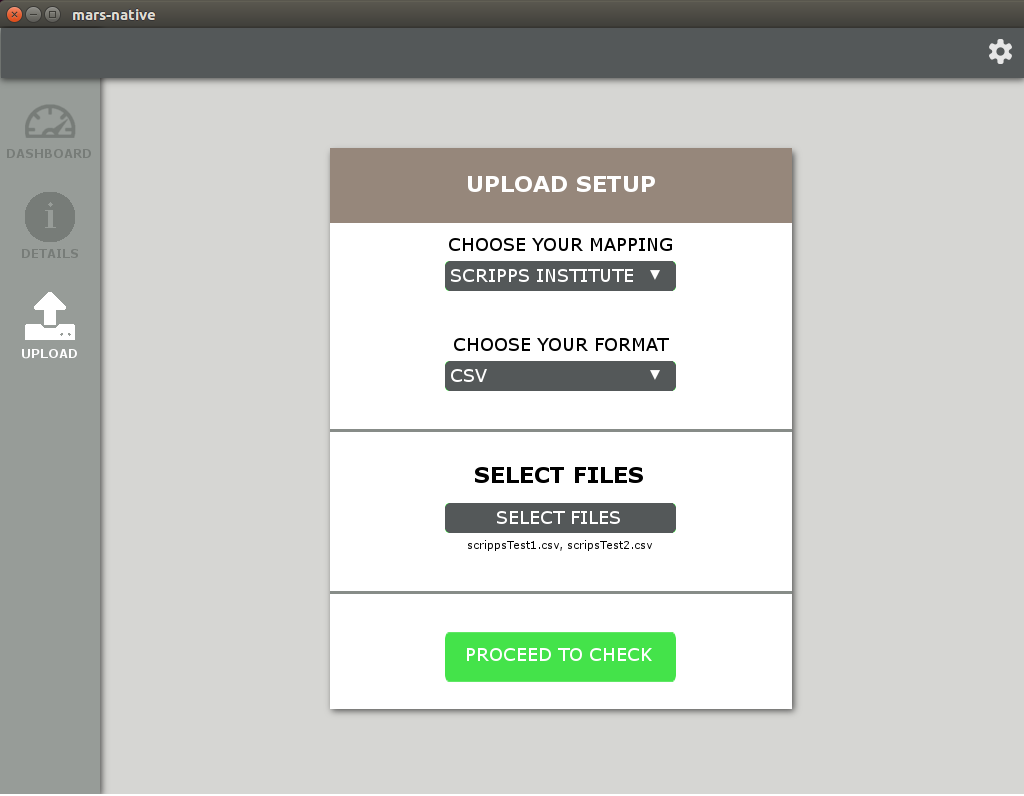 mars-native
DASHBOARD
DETAILS
UPLOAD
UPLOAD SETUP
CHOOSE YOUR MAPPING
SCRIPPS INSTITUTE
CHOOSE YOUR FORMAT
CSV
SELECT FILES
SELECT FILES
scrippsTest1.csv, scripsTest2.csv
PROCEED TO CHECK